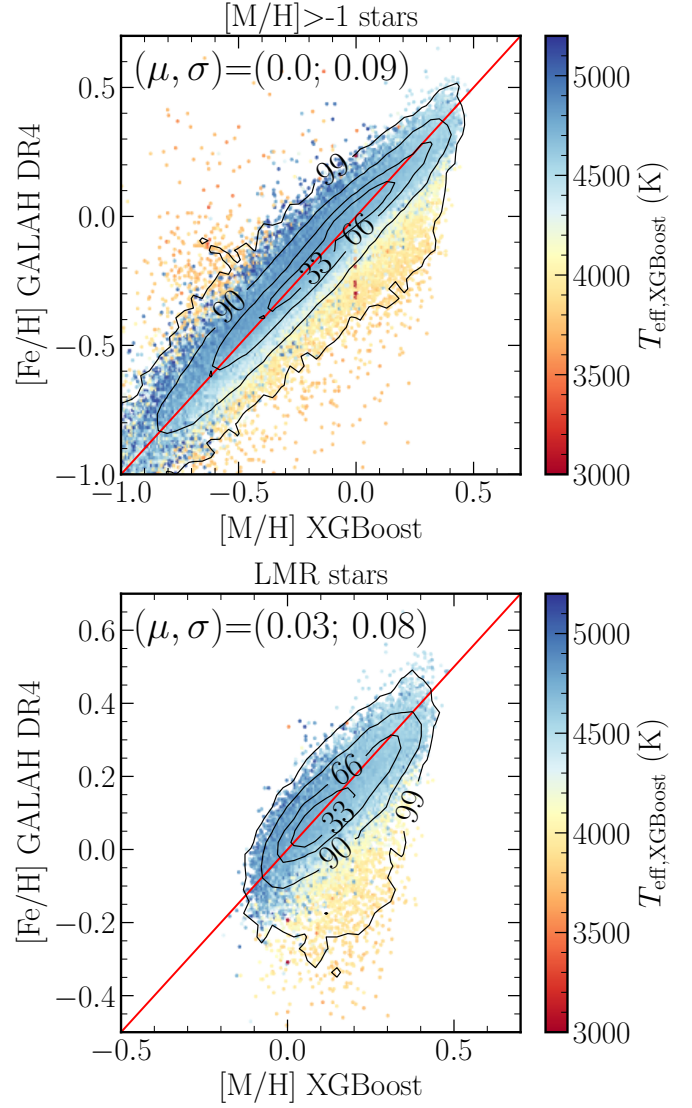 [M/H]>-1 stars
(μ, σ)=(0.0; 0.09)
99
66
33
90
0.5
0.0
−0.5
−1.0
[Fe/H] GALAH DR4
−1.0 −0.5 0.0 0.5
[M/H] XGBoost
5000
4500
4000
3500
3000
T_eff,XGBoost (K)
LMR stars
(μ, σ)=(0.03; 0.08)
66
33
99
90
0.6
0.4
0.2
0.0
−0.2
−0.4
[Fe/H] GALAH DR4
−0.5 0.0 0.5
[M/H] XGBoost
5000
4500
4000
3500
3000
T_eff,XGBoost (K)